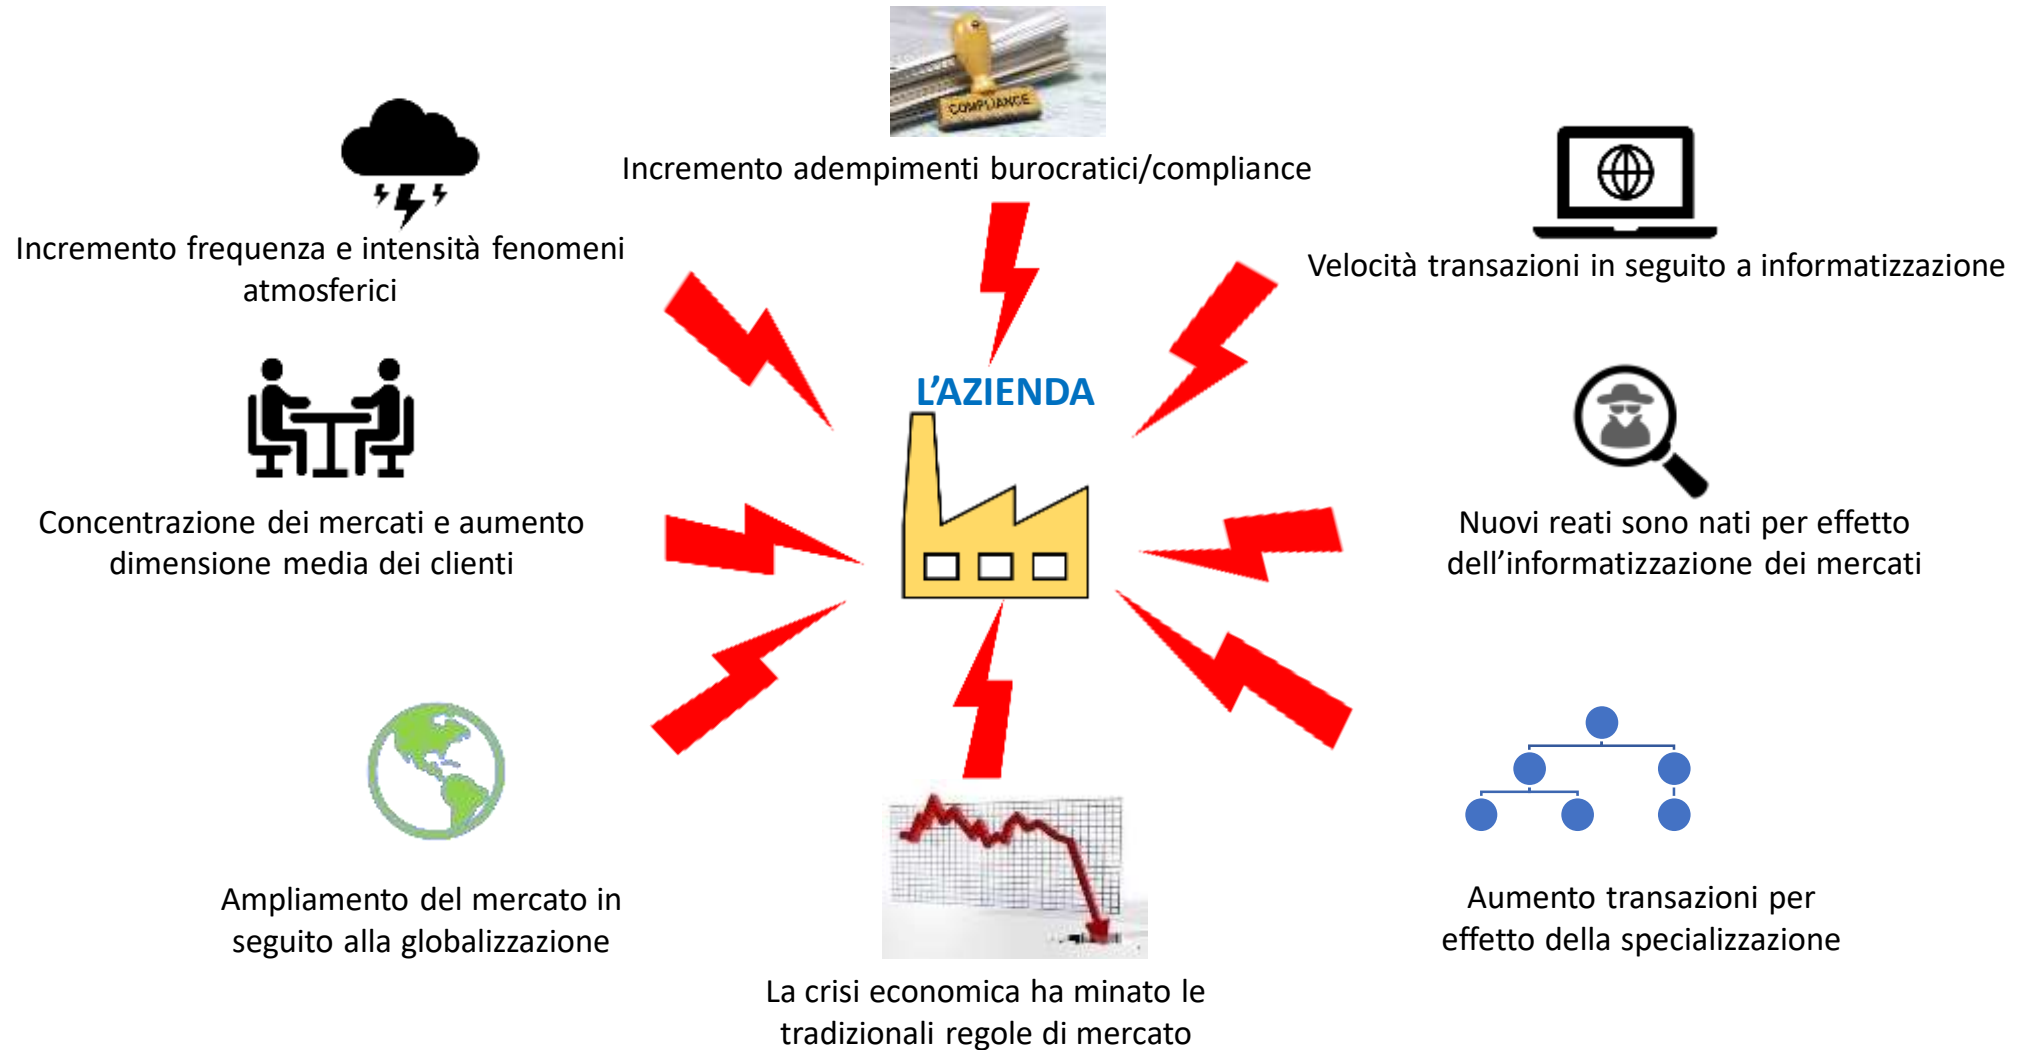 COMPLIANCE
Incremento adempimenti burocratici/compliance
Incremento frequenza e intensità fenomeni
atmosferici
Velocità transazioni in seguito a informatizzazione
L'AZIENDA
Concentrazione dei mercati e aumento
dimensione media dei clienti
Nuovi reati sono nati per effetto
dell'informatizzazione dei mercati
Ampliamento del mercato in
seguito alla globalizzazione
La crisi economica ha minato le
tradizionali regole di mercato
Aumento transazioni per
effetto della specializzazione